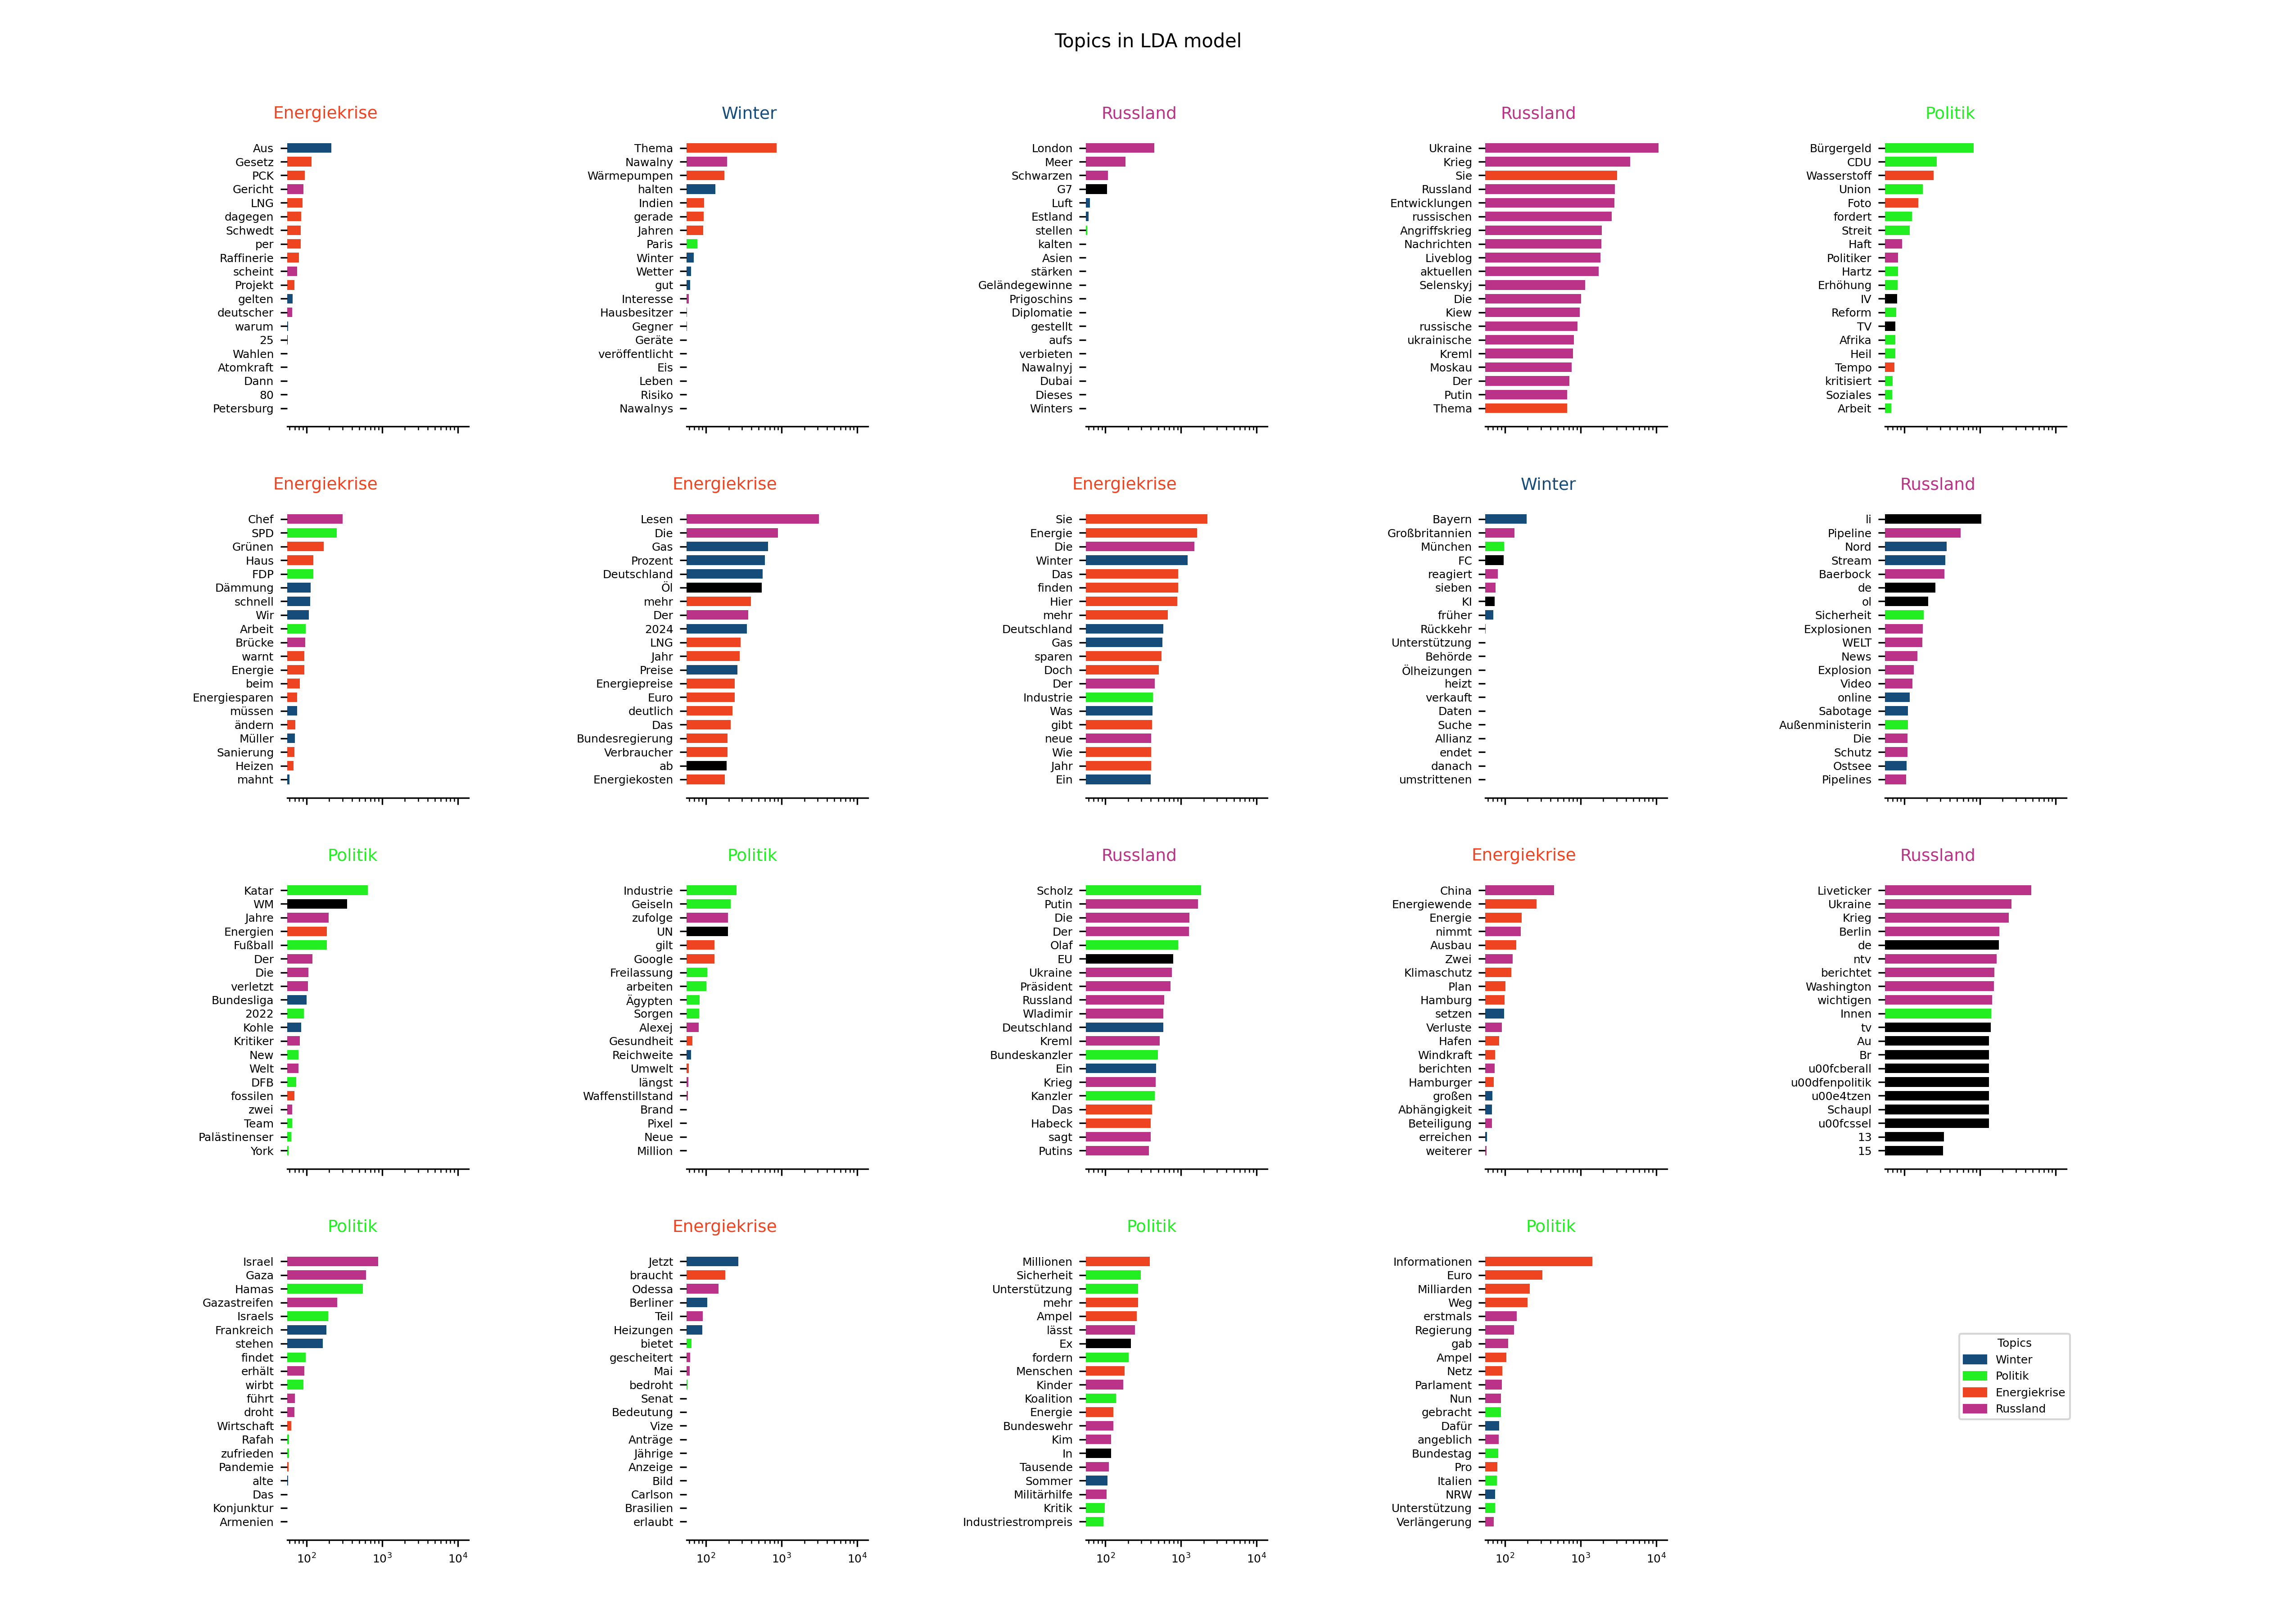 Topics in LDA model
Energiekrise
Aus
Gesetz
PCK
Gericht
LNG
dagegen
Schwedt
per
Raffinerie
scheint
Projekt
gelten
deutscher
warum
25
Wahlen
Atomkraft
Dann
80
Petersburg
Winter
Thema
Nawalny
Wärmepumpen
halten
Indien
gerade
Jahren
Paris
Winter
Wetter
gut
Interesse
Hausbesitzer
Gegner
Geräte
veröffentlicht
Eis
Leben
Risiko
Nawalnys
Russland
London
Meer
Schwarzen
G7
Luft
Estland
stellen
kalten
Asien
stärken
Geländegewinne
Prigoschins
Diplomatie
gestellt
aufs
verbieten
Nawalnyj
Dubai
Dieses
Winters
Russland
Ukraine
Krieg
Sie
Russland
Entwicklungen
russischen
Angriffskrieg
Nachrichten
Liveblog
aktuellen
Selenskyj
Die
Kiew
russische
ukrainische
Kreml
Moskau
Der
Putin
Thema
Politik
Bürgergeld
CDU
Wasserstoff
Union
Foto
fordert
Streit
Haft
Politiker
Hartz
Erhöhung
IV
Reform
TV
Afrika
Heil
Tempo
kritisiert
Soziales
Arbeit
Energiekrise
Chef
SPD
Grünen
Haus
FDP
Dämmung
schnell
Wir
Arbeit
Brücke
warnt
Energie
beim
Energiesparen
müssen
ändern
Müller
Sanierung
Heizen
mahnt
Energiekrise
Lesen
Die
Gas
Prozent
Deutschland
Öl
mehr
Der
2024
LNG
Jahr
Preise
Energiepreise
Euro
deutlich
Das
Bundesregierung
Verbraucher
ab
Energiekosten
Energiekrise
Sie
Energie
Die
Winter
Das
finden
Hier
mehr
Deutschland
Gas
sparen
Doch
Der
Industrie
Was
gibt
neue
Wie
Jahr
Ein
Winter
Bayern
Großbritannien
München
FC
reagiert
sieben
KI
früher
Rückkehr
Unterstützung
Behörde
Ölheizungen
heizt
verkauft
Daten
Suche
Allianz
endet
danach
umstrittenen
Russland
li
Pipeline
Nord
Stream
Baerbock
de
ol
Sicherheit
Explosionen
WELT
News
Explosion
Video
online
Sabotage
Außenministerin
Die
Schutz
Ostsee
Pipelines
Politik
Katar
WM
Jahre
Energien
Fußball
Der
Die
verletzt
Bundesliga
2022
Kohle
Kritiker
New
Welt
DFB
fossilen
zwei
Team
Palästinenser
York
Politik
Industrie
Geiseln
zufolge
UN
gilt
Google
Freilassung
arbeiten
Ägypten
Sorgen
Alexej
Gesundheit
Reichweite
Umwelt
längst
Waffenstillstand
Brand
Pixel
Neue
Million
Russland
Scholz
Putin
Die
Der
Olaf
EU
Ukraine
Präsident
Russland
Wladimir
Deutschland
Kreml
Bundeskanzler
Ein
Krieg
Kanzler
Das
Habeck
sagt
Putins
Energiekrise
China
Energiewende
Energie
nimmt
Ausbau
Zwei
Klimaschutz
Plan
Hamburg
setzen
Verluste
Hafen
Windkraft
berichten
Hamburger
großen
Abhängigkeit
Beteiligung
erreichen
weiterer
Russland
Liveticker
Ukraine
Krieg
Berlin
de
ntv
berichtet
Washington
wichtigen
Innen
tv
Au
Br
u00fcberall
u00dfenpolitik
u00e4tzen
Schaupl
u00fcssel
13
15
Politik
Israel
Gaza
Hamas
Gazastreifen
Israels
Frankreich
stehen
findet
erhält
wirbt
führt
droht
Wirtschaft
Rafah
zufrieden
Pandemie
alte
Das
Konjunktur
Armenien
10² 10³ 10⁴
Energiekrise
Jetzt
braucht
Odessa
Berliner
Teil
Heizungen
bietet
gescheitert
Mai
bedroht
Senat
Bedeutung
Vize
Anträge
Jährige
Anzeige
Bild
Carlson
Brasilien
erlaubt
10² 10³ 10⁴
Politik
Millionen
Sicherheit
Unterstützung
mehr
Ampel
lässt
Ex
fordern
Menschen
Kinder
Koalition
Energie
Bundeswehr
Kim
In
Tausende
Sommer
Militärhilfe
Kritik
Industriestrompreis
10² 10³ 10⁴
Politik
Informationen
Euro
Milliarden
Weg
erstmals
Regierung
gab
Ampel
Netz
Parlament
Nun
gebracht
Dafür
angeblich
Bundestag
Pro
Italien
NRW
Unterstützung
Verlängerung
10² 10³ 10⁴
Topics
Winter
Politik
Energiekrise
Russland